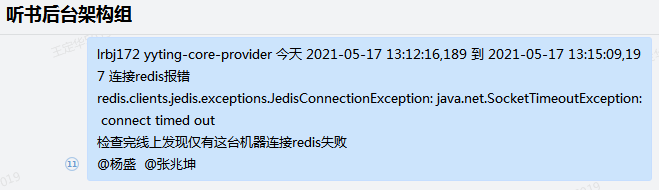 听书后台架构组
lrbj172 yyting-core-provider 今天 2021-05-17 13:12:16,189 到 2021-05-17 13:15:09,19
7 连接redis报错
redis.clients.jedis.exceptions.JedisConnectionException: java.net.SocketTimeoutException:
connect timed out
检查完线上发现仅有这台机器连接redis失败
11 @杨盛 @张兆坤